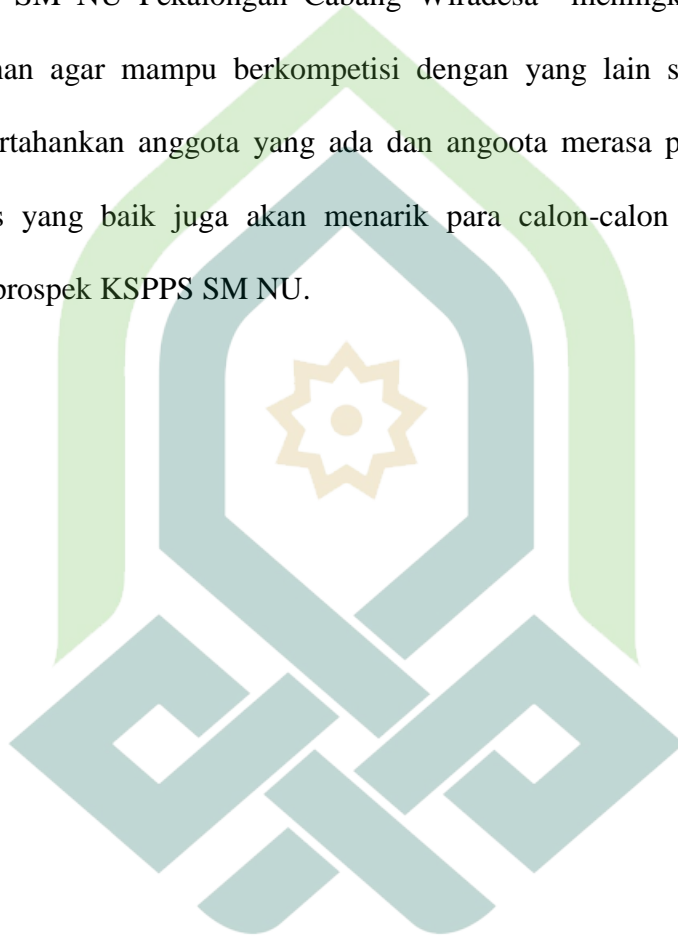 SM NU Pekalongan Cabang Wiradesa meningk
nan agar mampu berkompetisi dengan yang lain s
rtahankan anggota yang ada dan angoota merasa p
s yang baik juga akan menarik para calon-calon
prospek KSPPS SM NU.